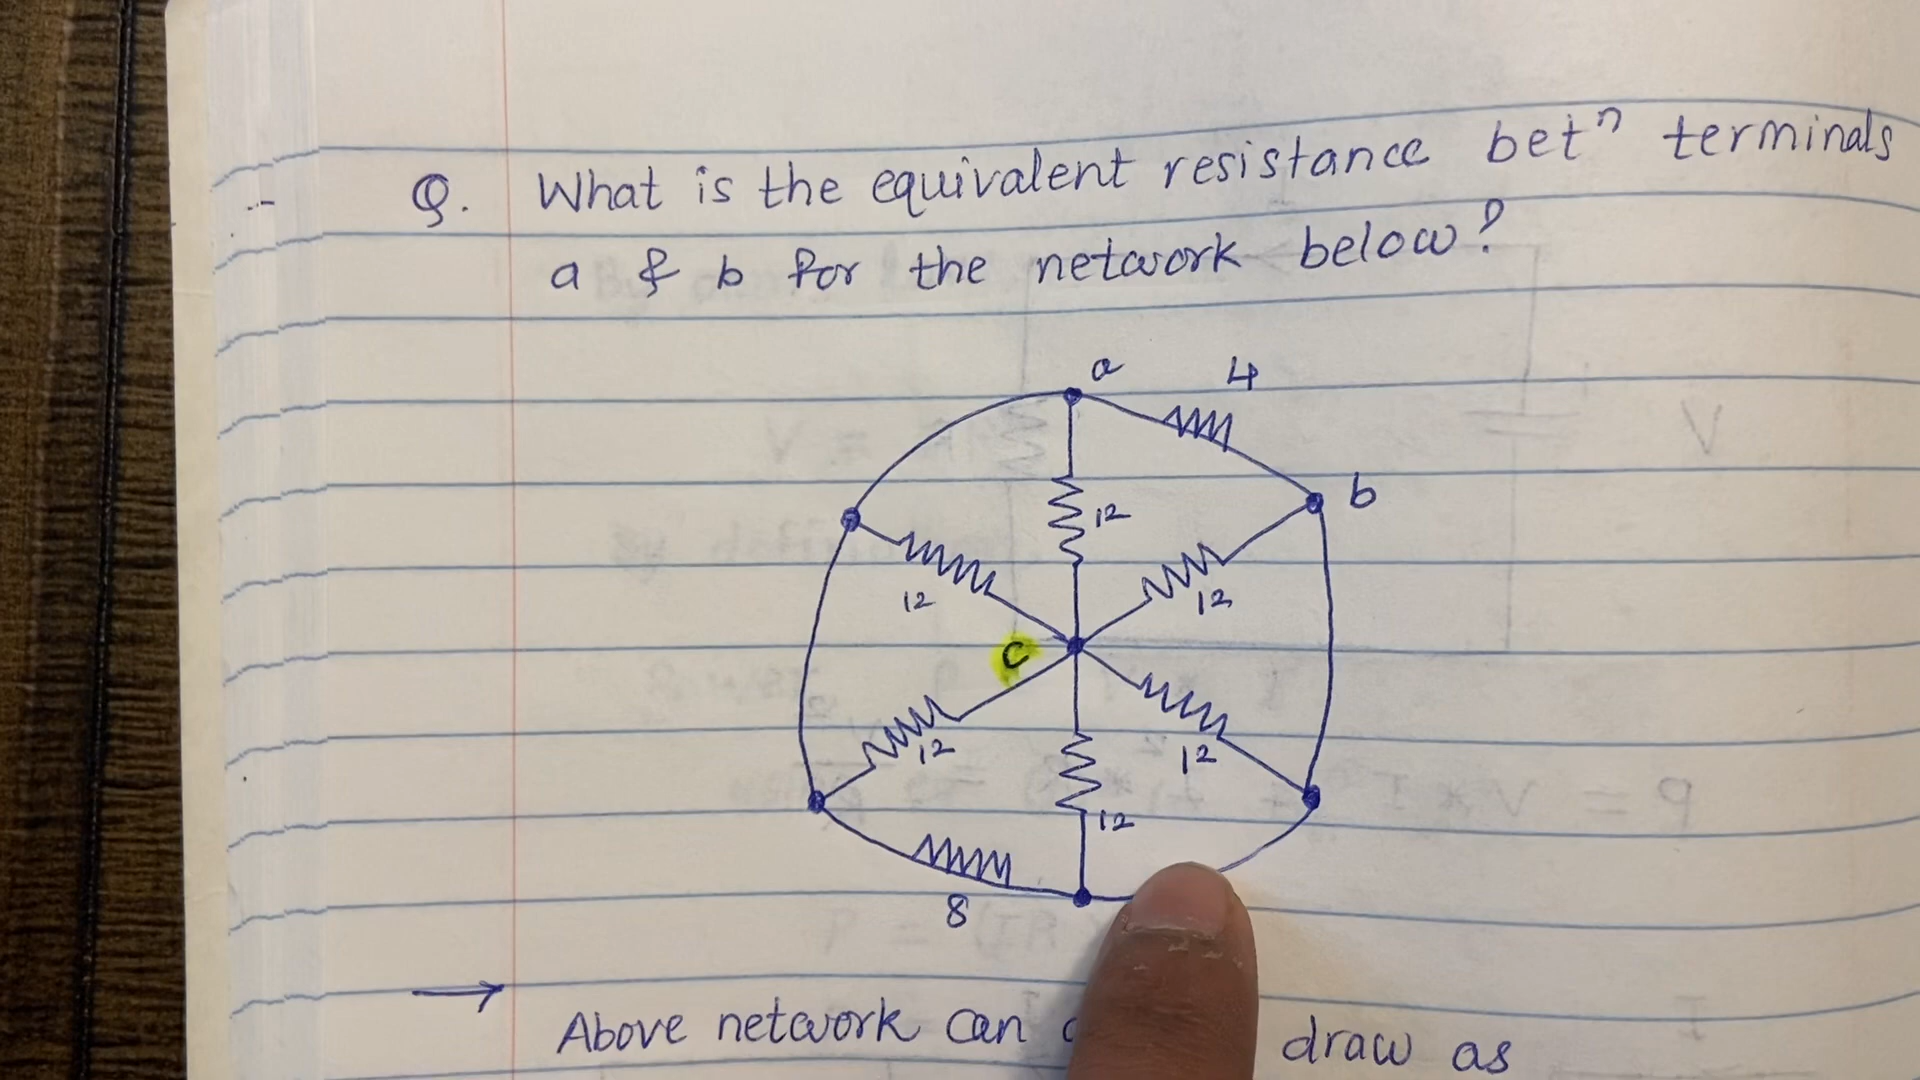 Q. What is the equivalent resistance betⁿ terminals
a & b for the network below?
a
4
b
12
12
12
C
12
12
12
8
Above network can draw as